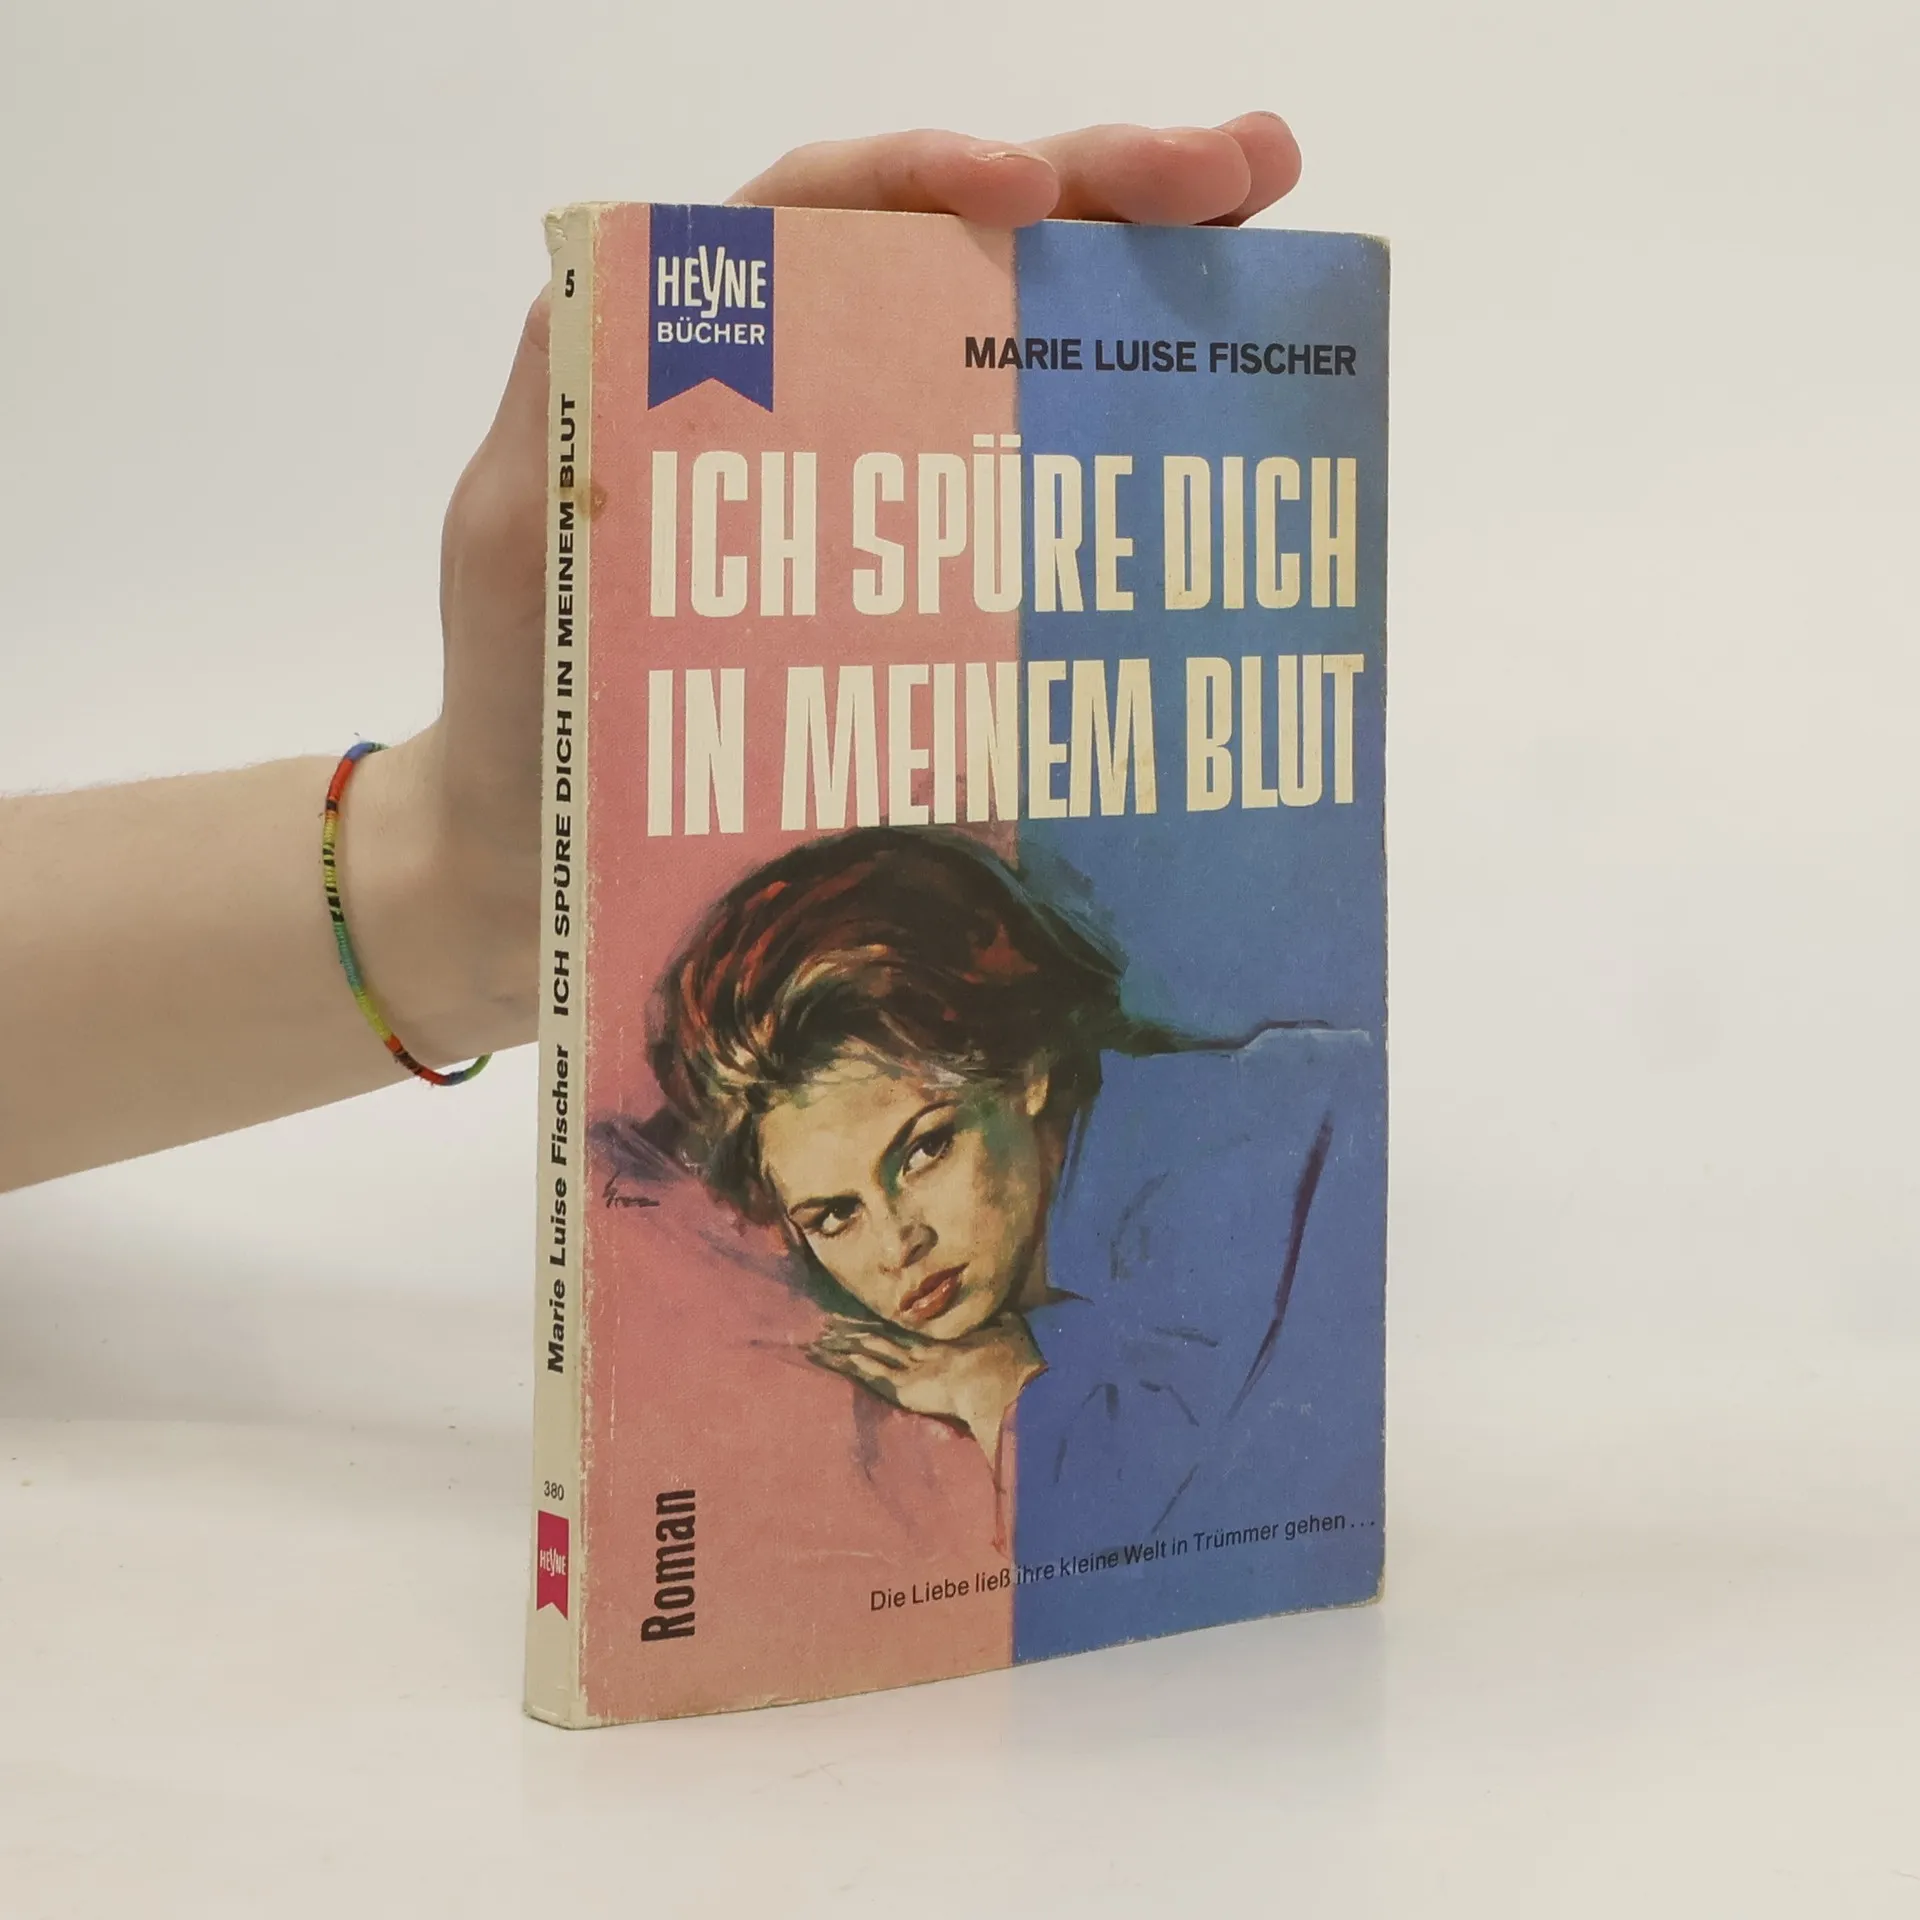 HEYNE
BÜCHER
MARIE LUISE FISCHER
ICH SPÜRE DICH
IN MEINEM BLUT
Roman
Die Liebe ließ ihre kleine Welt in Trümmer gehen...
5
Marie Luise Fischer ICH SPÜRE DICH IN MEINEM BLUT
380
HEYNE